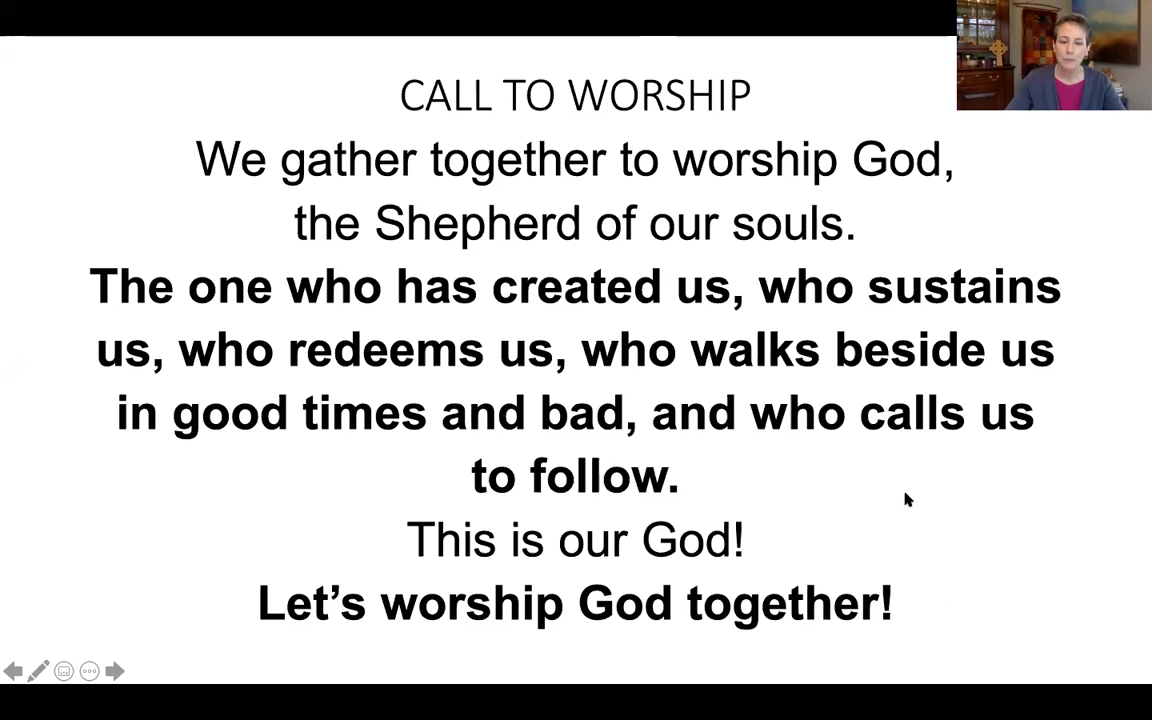 CALL TO WORSHIP
We gather together to worship God,
the Shepherd of our souls.
The one who has created us, who sustains
us, who redeems us, who walks beside us
in good times and bad, and who calls us
to follow.
This is our God!
Let’s worship God together!